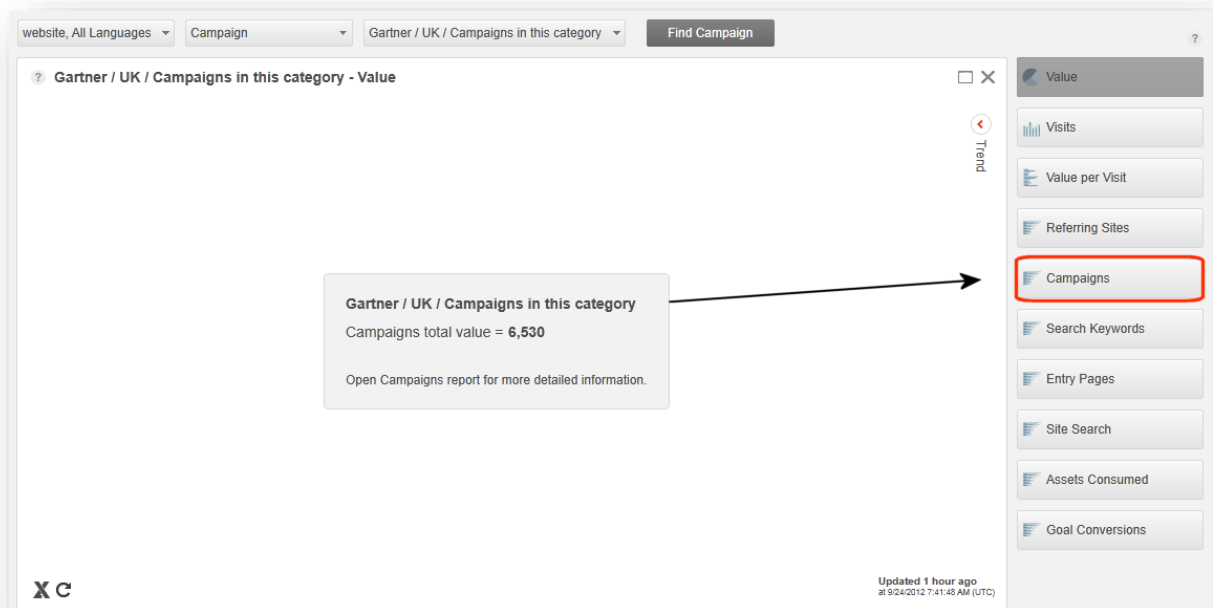 website, All Languages
Campaign
Gartner / UK / Campaigns in this category
Find Campaign
?
? Gartner / UK / Campaigns in this category - Value
Trend
Gartner / UK / Campaigns in this category
Campaigns total value = 6,530
Open Campaigns report for more detailed information.
Updated 1 hour ago
at 9/24/2012 7:41:48 AM (UTC)
Value
Visits
Value per Visit
Referring Sites
Campaigns
Search Keywords
Entry Pages
Site Search
Assets Consumed
Goal Conversions